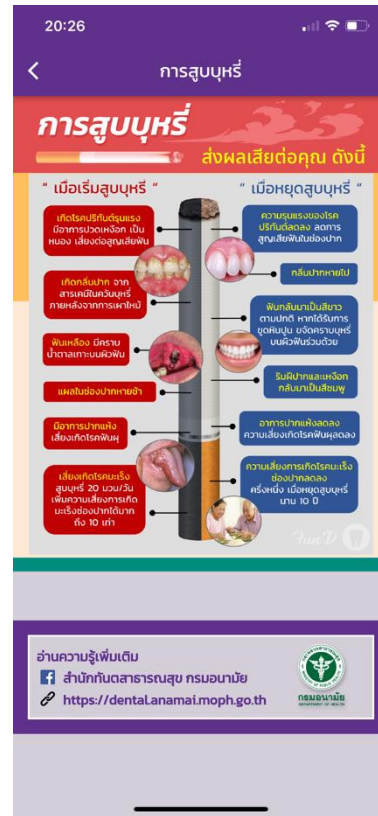 20:26
การสูบบุหรี่
การสูบบุหรี่
ส่งผลเสียต่อคุณ ดังนี้
“ เมื่อเริ่มสูบบุหรี่ “
เกิดโรคปริทันต์รุนแรง
มีอาการปวดเหงือก เป็น
หนอง เสี่ยงต่อสูญเสียฟัน
เกิดกลิ่นปาก จาก
สารเคมีในควันบุหรี่
ภายหลังจากการเผาไหม้
ฟันเหลือง มีคราบ
น้ำตาลเกาะบนผิวฟัน
แผลในช่องปากหายช้า
มีอาการปากแห้ง
เสี่ยงเกิดโรคฟันผุ
เสี่ยงเกิดโรคมะเร็ง
สูบบุหรี่ 20 มวน/วัน
เพิ่มความเสี่ยงการเกิด
มะเร็งช่องปากได้มาก
ถึง 10 เท่า
“ เมื่อหยุดสูบบุหรี่ “
ความรุนแรงของโรค
ปริทันต์ลดลง ลดการ
สูญเสียฟันในช่องปาก
กลิ่นปากหายไป
ฟันกลับมาเป็นสีขาว
ตามปกติ หากได้รับการ
ขูดหินปูน ขจัดคราบบุหรี่
บนผิวฟันร่วมด้วย
ริมฝีปากและเหงือก
กลับมาเป็นสีชมพู
อาการปากแห้งลดลง
ความเสี่ยงเกิดโรคฟันผุลดลง
ความเสี่ยงการเกิดโรคมะเร็ง
ช่องปากลดลง
ครึ่งหนึ่ง เมื่อหยุดสูบบุหรี่
นาน 10 ปี
Fun D
อ่านความรู้เพิ่มเติม
สำนักทันตสาธารณสุข กรมอนามัย
https://dental.anamai.moph.go.th
กรมอนามัย
DEPARTMENT OF HEALTH